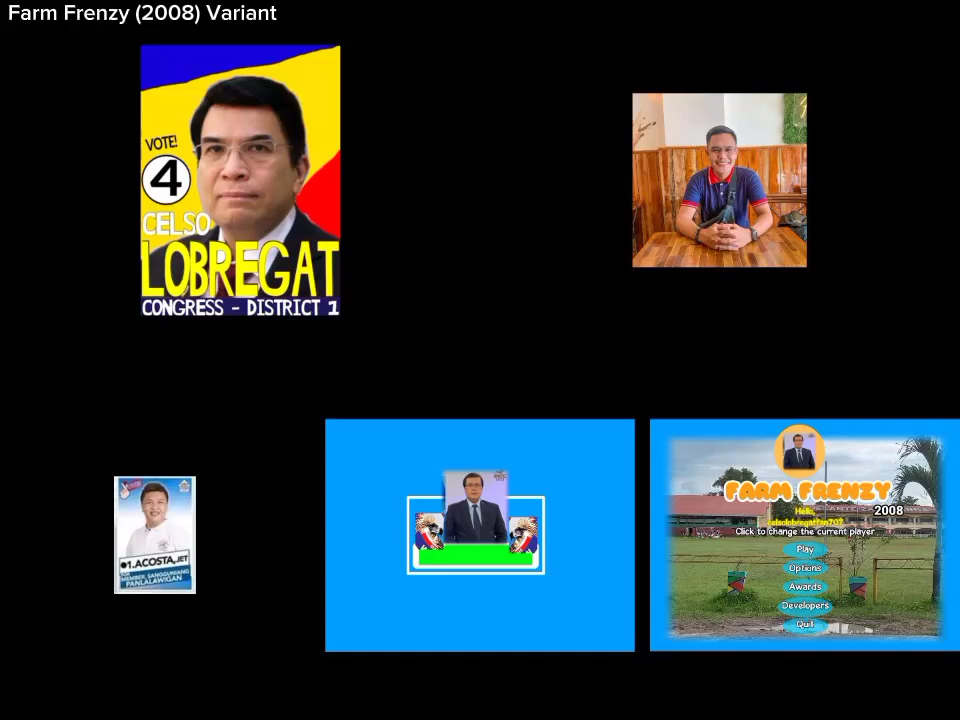 Farm Frenzy (2008) Variant
VOTE!
4
CELSO
LOBREGAT
CONGRESS - DISTRICT 1
#1.ACOSTA, JET
MEMBER, SANGGUNIANG
PANLALAWIGAN
FARM FRENZY
2008
Hello,
celsolobregatfan707
Click to change the current player
Play
Options
Awards
Developers
Quit